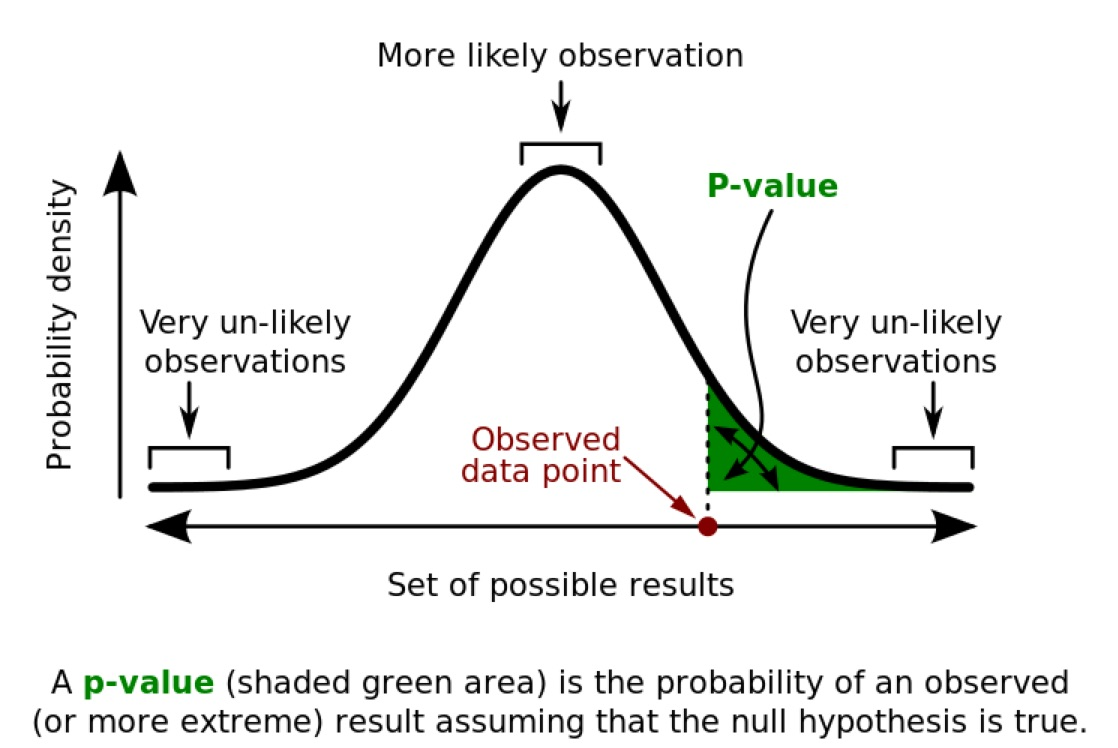 More likely observation
P-value
Probability density
Very un-likely
observations
Very un-likely
observations
Observed
data point
Set of possible results
A p-value (shaded green area) is the probability of an observed
(or more extreme) result assuming that the null hypothesis is true.